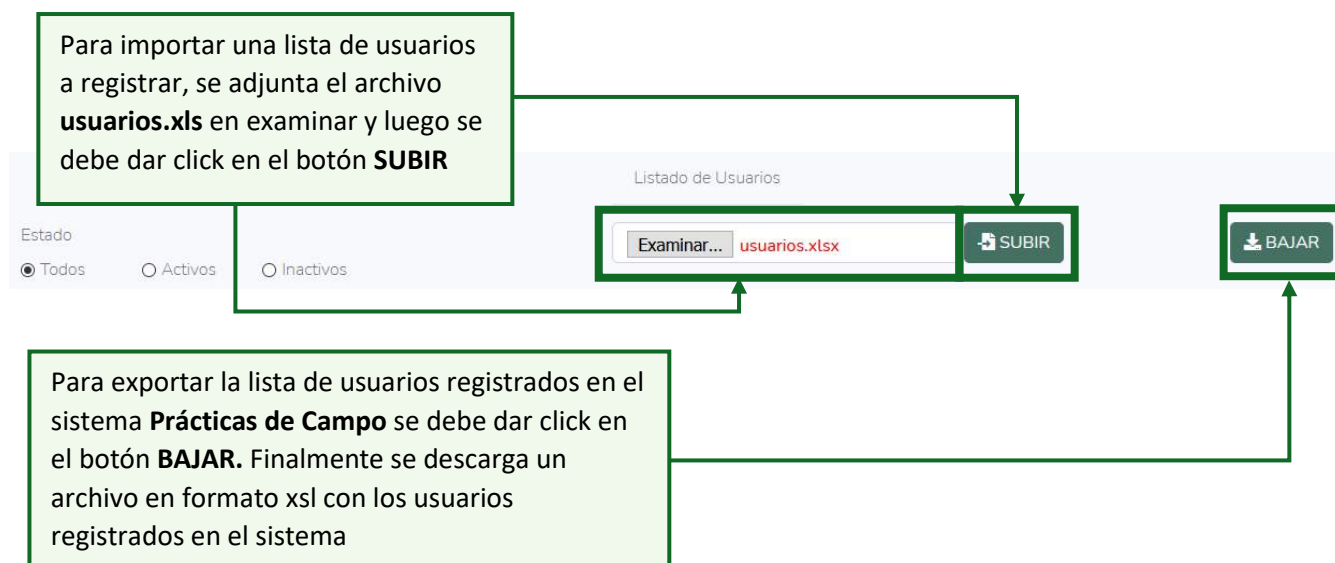 Para importar una lista de usuarios
a registrar, se adjunta el archivo
usuarios.xls en examinar y luego se
debe dar click en el botón SUBIR
Listado de Usuarios
Estado
Todos Activos Inactivos
Examinar... usuarios.xlsx SUBIR BAJAR
Para exportar la lista de usuarios registrados en el
sistema Prácticas de Campo se debe dar click en
el botón BAJAR. Finalmente se descarga un
archivo en formato xsl con los usuarios
registrados en el sistema